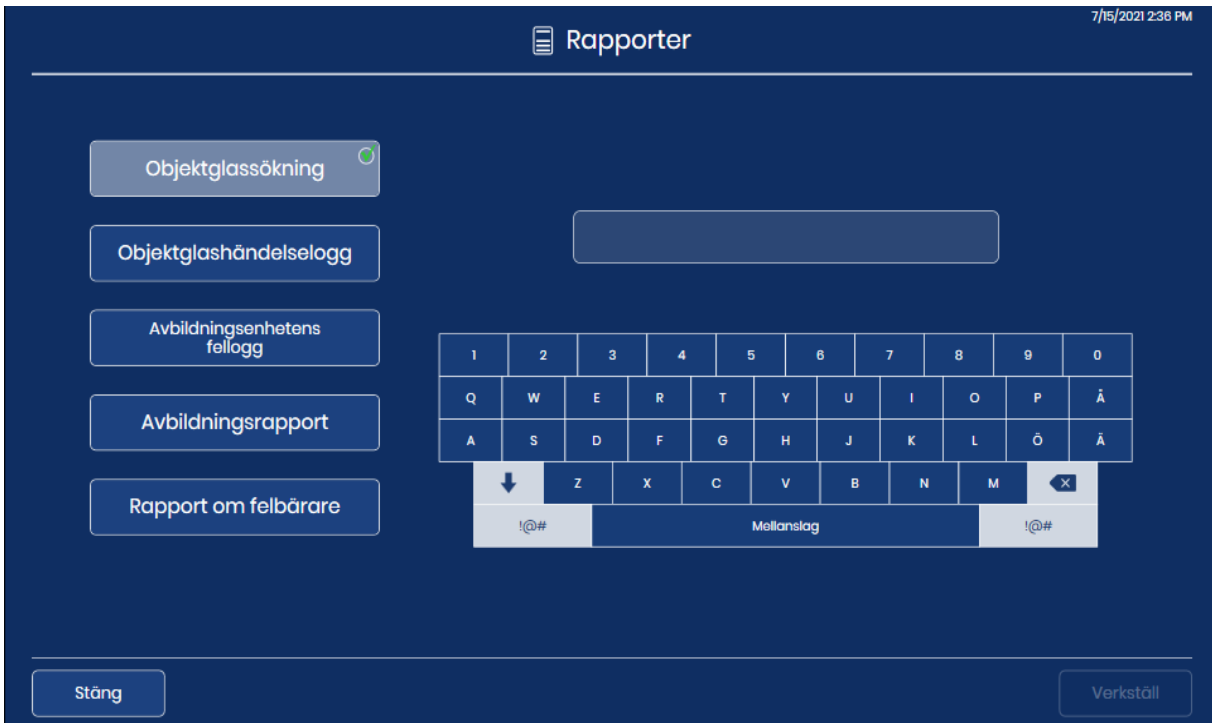 7/15/2021 2:36 PM
Rapporter
Objektglassökning
Objektglashändelselogg
Avbildningsenhetens
fellogg
Avbildningsrapport
Rapport om felbärare
1 2 3 4 5 6 7 8 9 0
Q W E R T Y U I O P Å
A S D F G H J K L Ö Ä
Z X C V B N M
!@# Mellanslag !@#
Stäng
Verkställ